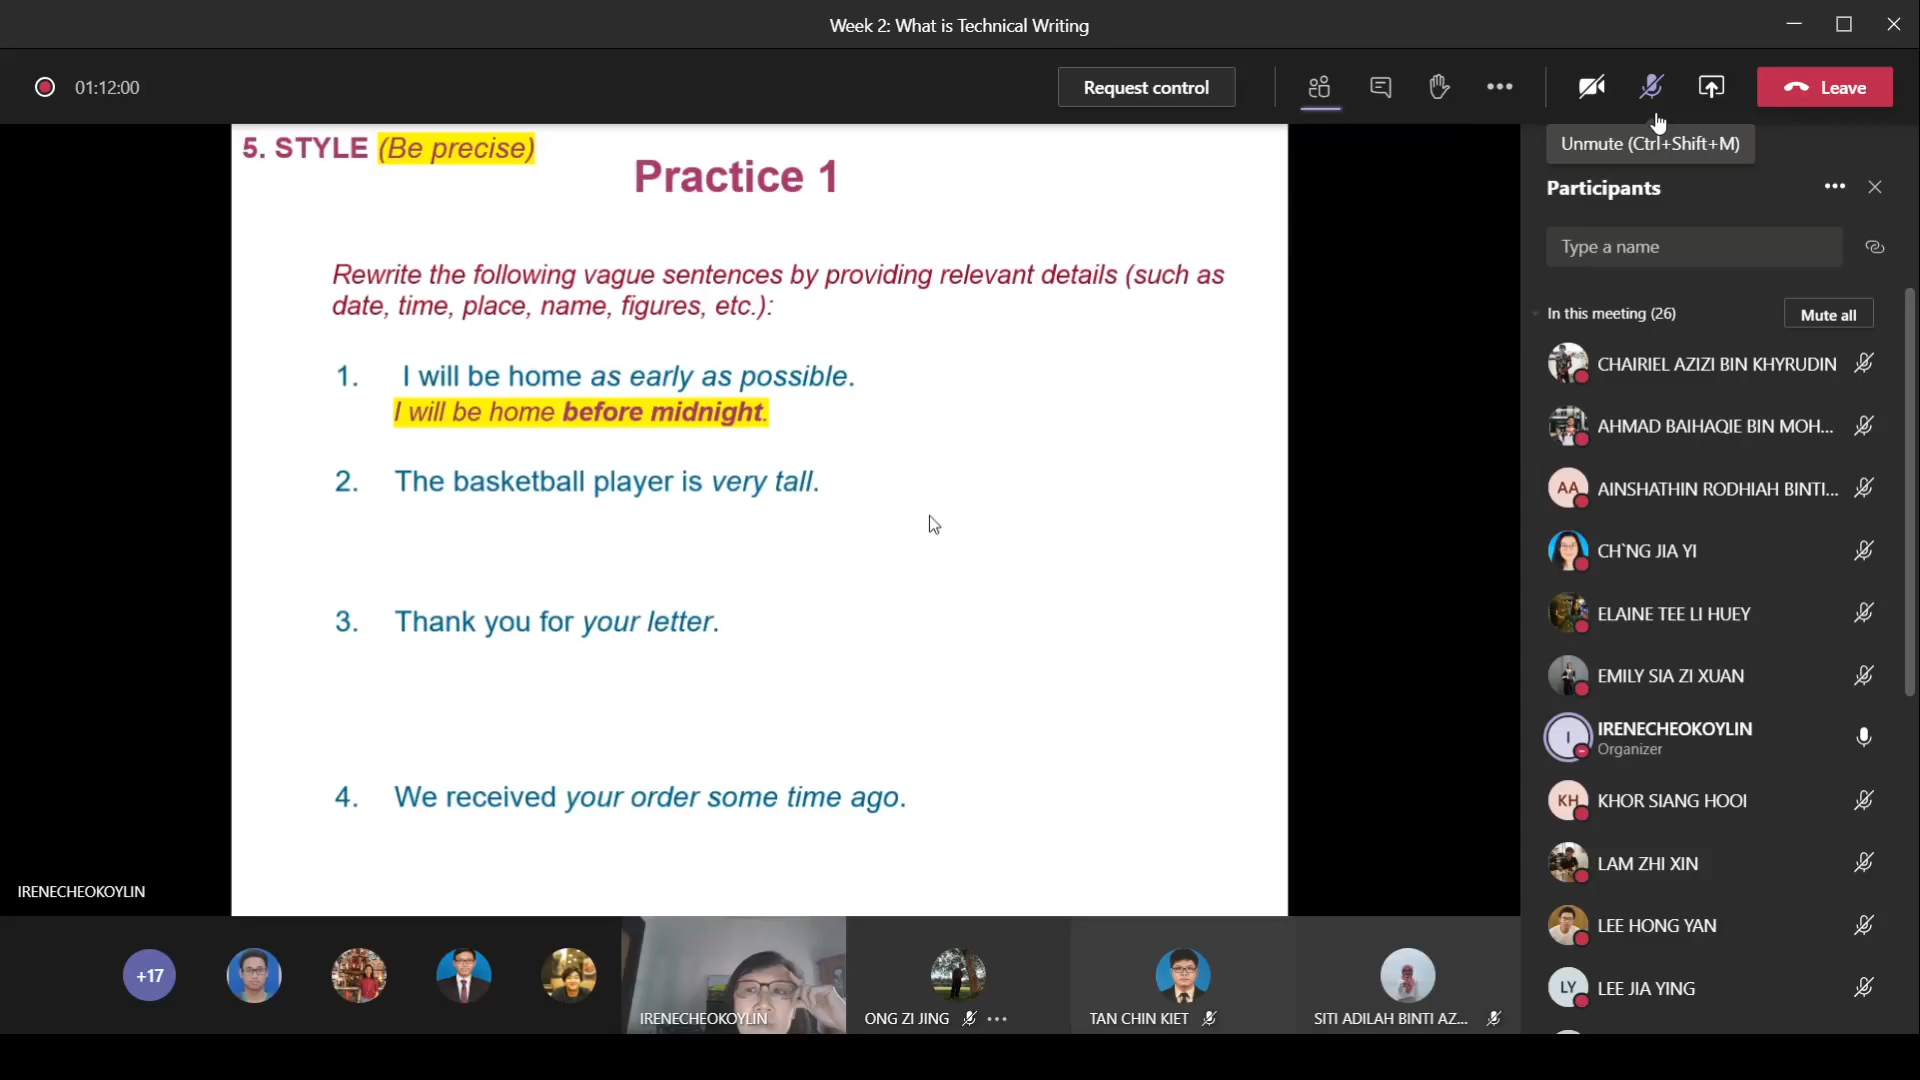 Week 2: What is Technical Writing
01:12:00
Request control
Leave
Unmute (Ctrl+Shift+M)
5. STYLE (Be precise)
Practice 1
Rewrite the following vague sentences by providing relevant details (such as
date, time, place, name, figures, etc.):
1. I will be home as early as possible.
I will be home before midnight.
2. The basketball player is very tall.
3. Thank you for your letter.
4. We received your order some time ago.
IRENECHEOKOYLIN
Participants
Type a name
In this meeting (26)
Mute all
CHAIRIEL AZIZI BIN KHYRUDIN
AHMAD BAIHAQIE BIN MOH...
AA AINSHATHIN RODHIAH BINTI...
CH`NG JIA YI
ELAINE TEE LI HUEY
EMILY SIA ZI XUAN
I IRENECHEOKOYLIN
Organizer
KH KHOR SIANG HOOI
LAM ZHI XIN
LEE HONG YAN
LY LEE JIA YING
+17
IRENECHEOKOYLIN
ONG ZI JING
TAN CHIN KIET
SITI ADILAH BINTI AZ...